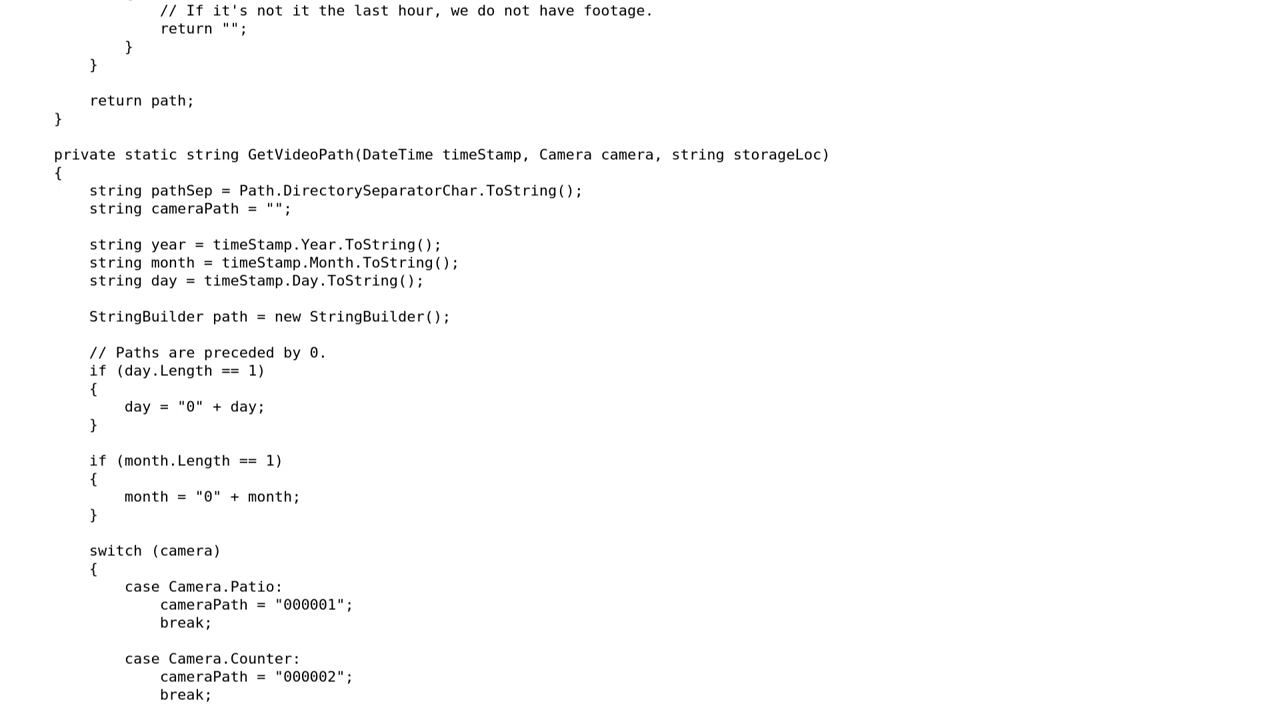 // If it's not it the last hour, we do not have footage.
return "";
}
}
return path;
}
private static string GetVideoPath(DateTime timeStamp, Camera camera, string storageLoc)
{
string pathSep = Path.DirectorySeparatorChar.ToString();
string cameraPath = "";
string year = timeStamp.Year.ToString();
string month = timeStamp.Month.ToString();
string day = timeStamp.Day.ToString();
StringBuilder path = new StringBuilder();
// Paths are preceded by 0.
if (day.Length == 1)
{
day = "0" + day;
}
if (month.Length == 1)
{
month = "0" + month;
}
switch (camera)
{
case Camera.Patio:
cameraPath = "000001";
break;
case Camera.Counter:
cameraPath = "000002";
break;